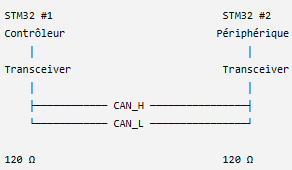 STM32 #1 STM32 #2
Contrôleur Périphérique
Transceiver Transceiver
CAN_H
CAN_L
120 Ω 120 Ω